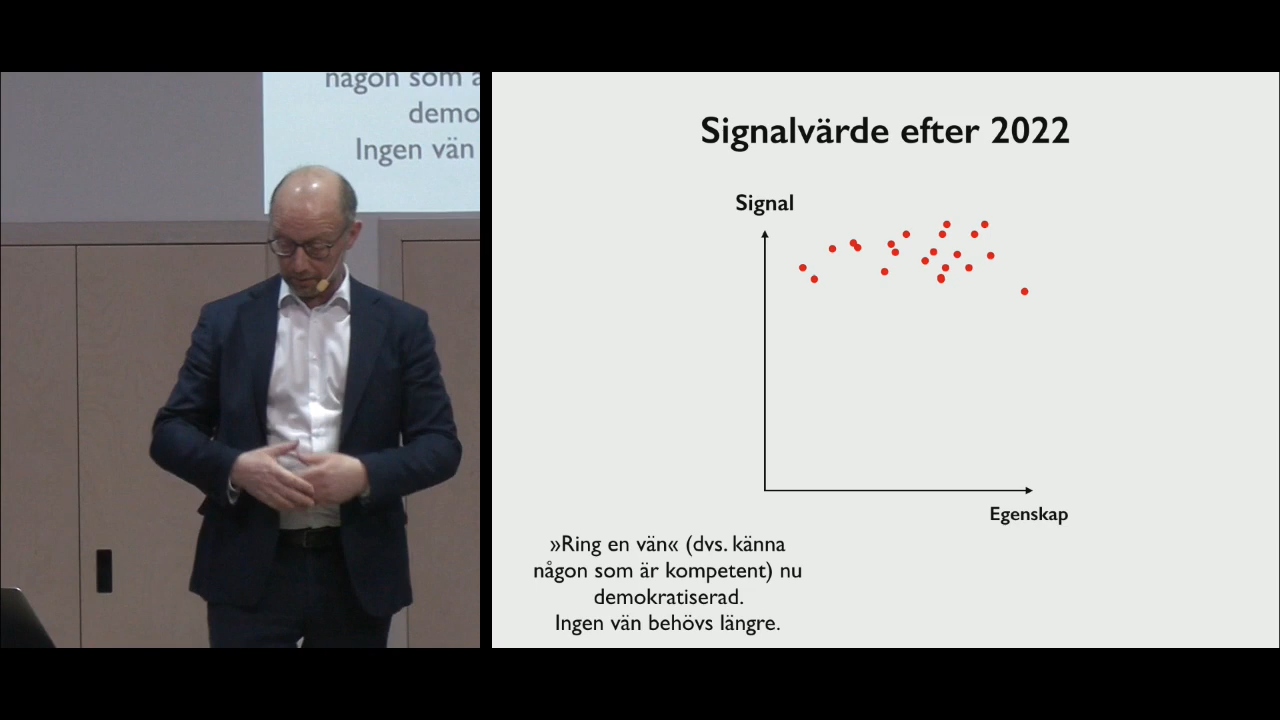 någon som ä
demo
Ingen vän
Signalvärde efter 2022
Signal
Egenskap
»Ring en vän« (dvs. känna
någon som är kompetent) nu
demokratiserad.
Ingen vän behövs längre.